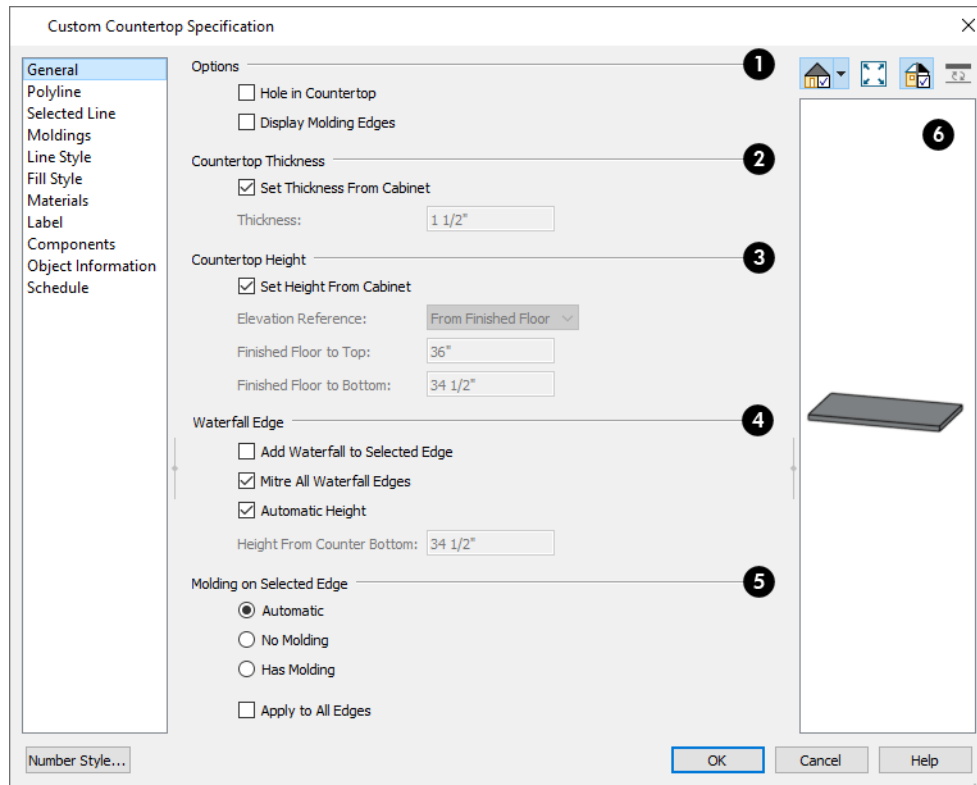 Custom Countertop Specification
General
Polyline
Selected Line
Moldings
Line Style
Fill Style
Materials
Label
Components
Object Information
Schedule
Options
1
Hole in Countertop
Display Molding Edges
Countertop Thickness
2
Set Thickness From Cabinet
Thickness: 1 1/2"
Countertop Height
3
Set Height From Cabinet
Elevation Reference: From Finished Floor
Finished Floor to Top: 36"
Finished Floor to Bottom: 34 1/2"
Waterfall Edge
4
Add Waterfall to Selected Edge
Mitre All Waterfall Edges
Automatic Height
Height From Counter Bottom: 34 1/2"
Molding on Selected Edge
5
Automatic
No Molding
Has Molding
Apply to All Edges
6
Number Style...
OK
Cancel
Help